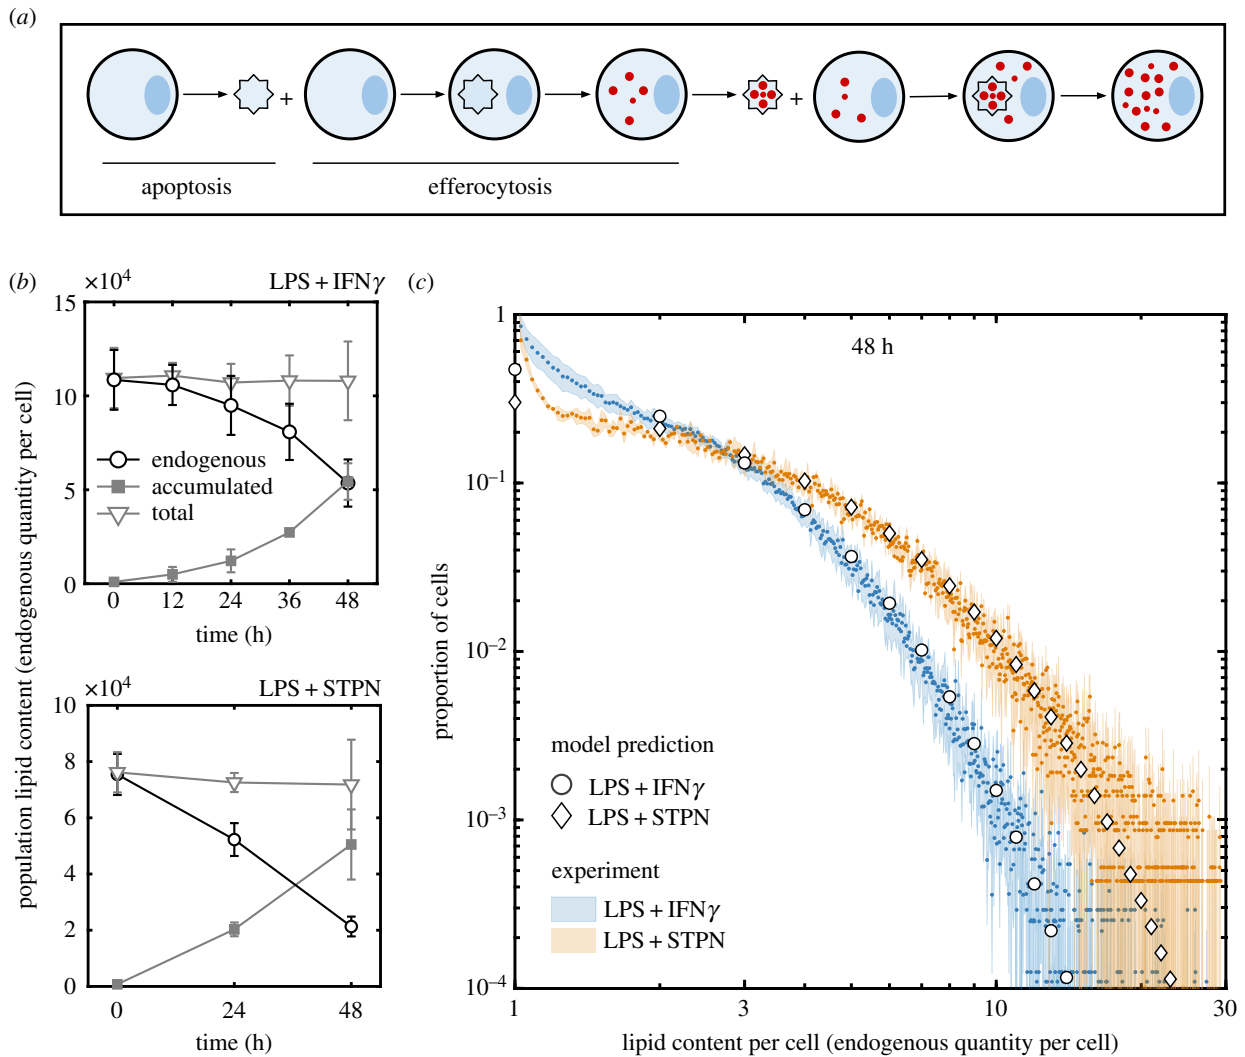 (a)
apoptosis
efferocytosis
(b)
×10⁴
LPS + IFNγ
population lipid content (endogenous quantity per cell)
15
10
5
0
endogenous
accumulated
total
0 12 24 36 48
time (h)
×10⁴
LPS + STPN
10
8
6
4
2
0
0 24 48
time (h)
(c)
48 h
proportion of cells
1
10⁻¹
10⁻²
10⁻³
10⁻⁴
model prediction
LPS + IFNγ
LPS + STPN
experiment
LPS + IFNγ
LPS + STPN
1 3 10 30
lipid content per cell (endogenous quantity per cell)